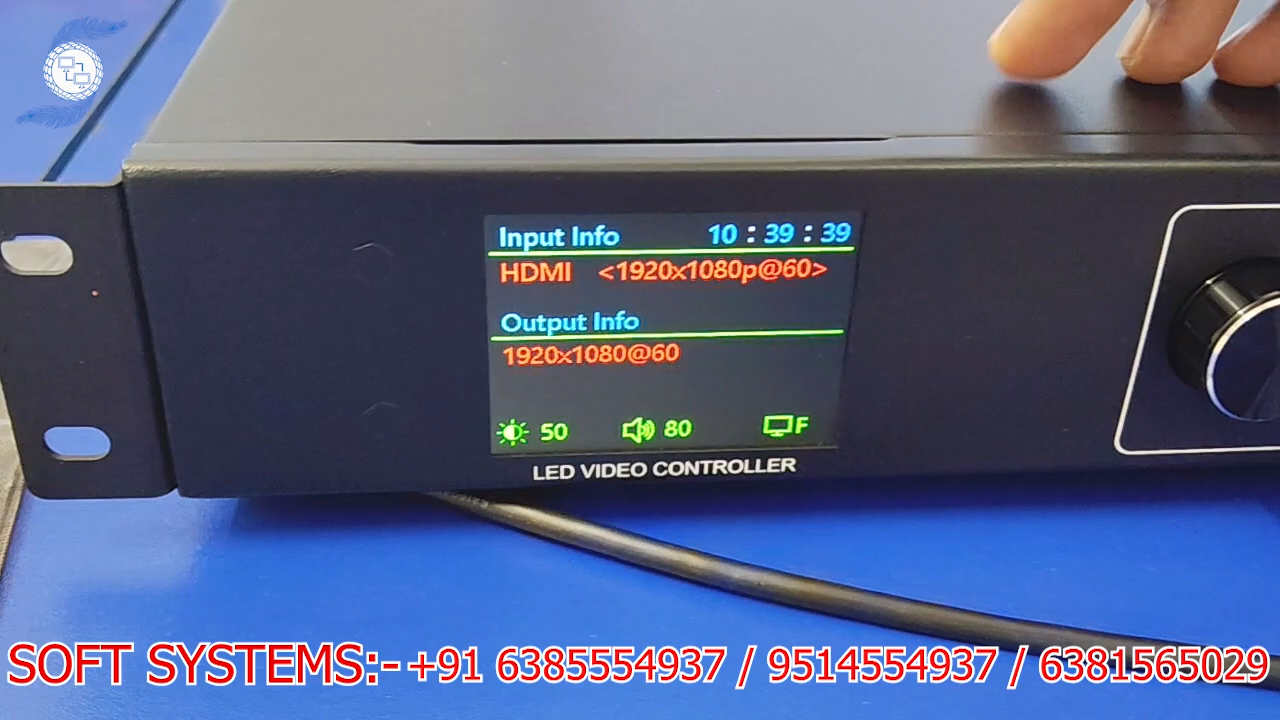 Input Info 10 : 39 : 39
HDMI <1920x1080p@60>
Output Info
1920x1080@60
50 80 F
LED VIDEO CONTROLLER
SOFT SYSTEMS:-+91 6385554937 / 9514554937 / 6381565029